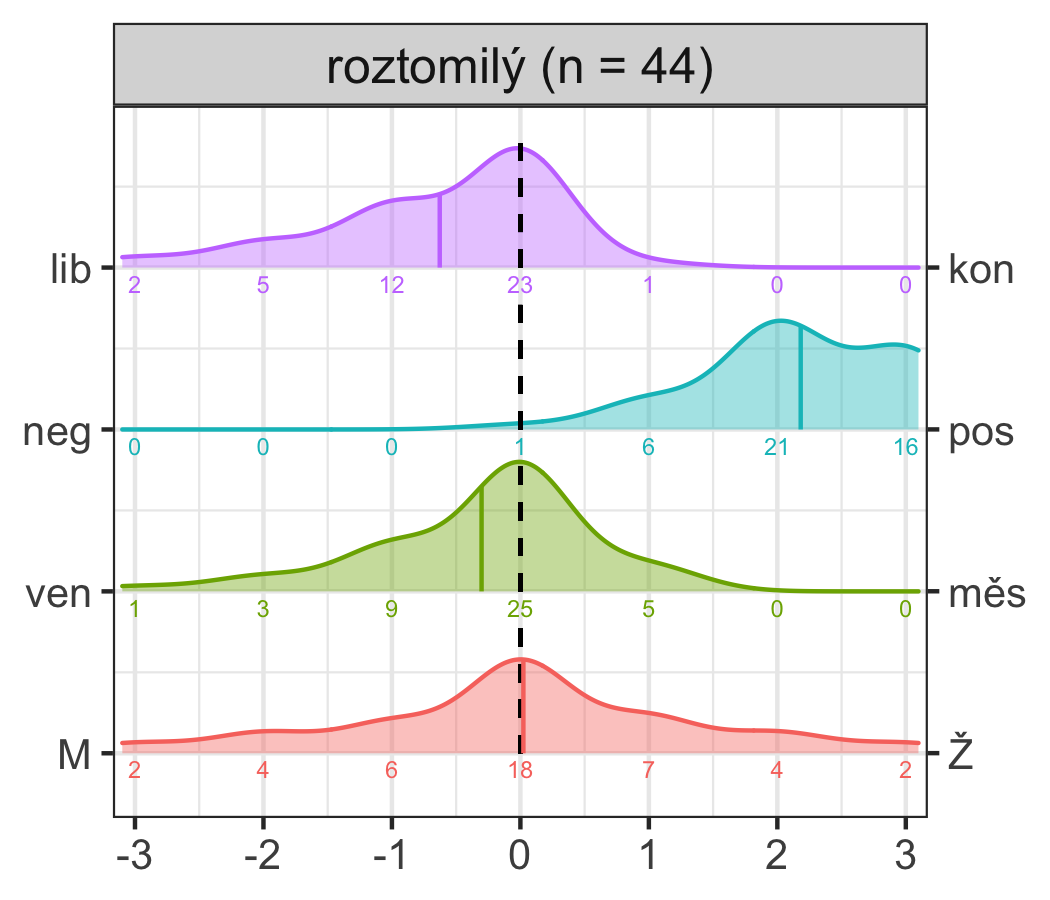 roztomilý (n = 44)
lib kon
2 5 12 23 1 0 0
neg pos
0 0 0 1 6 21 16
ven měs
1 3 9 25 5 0 0
M Ž
2 4 6 18 7 4 2
-3 -2 -1 0 1 2 3